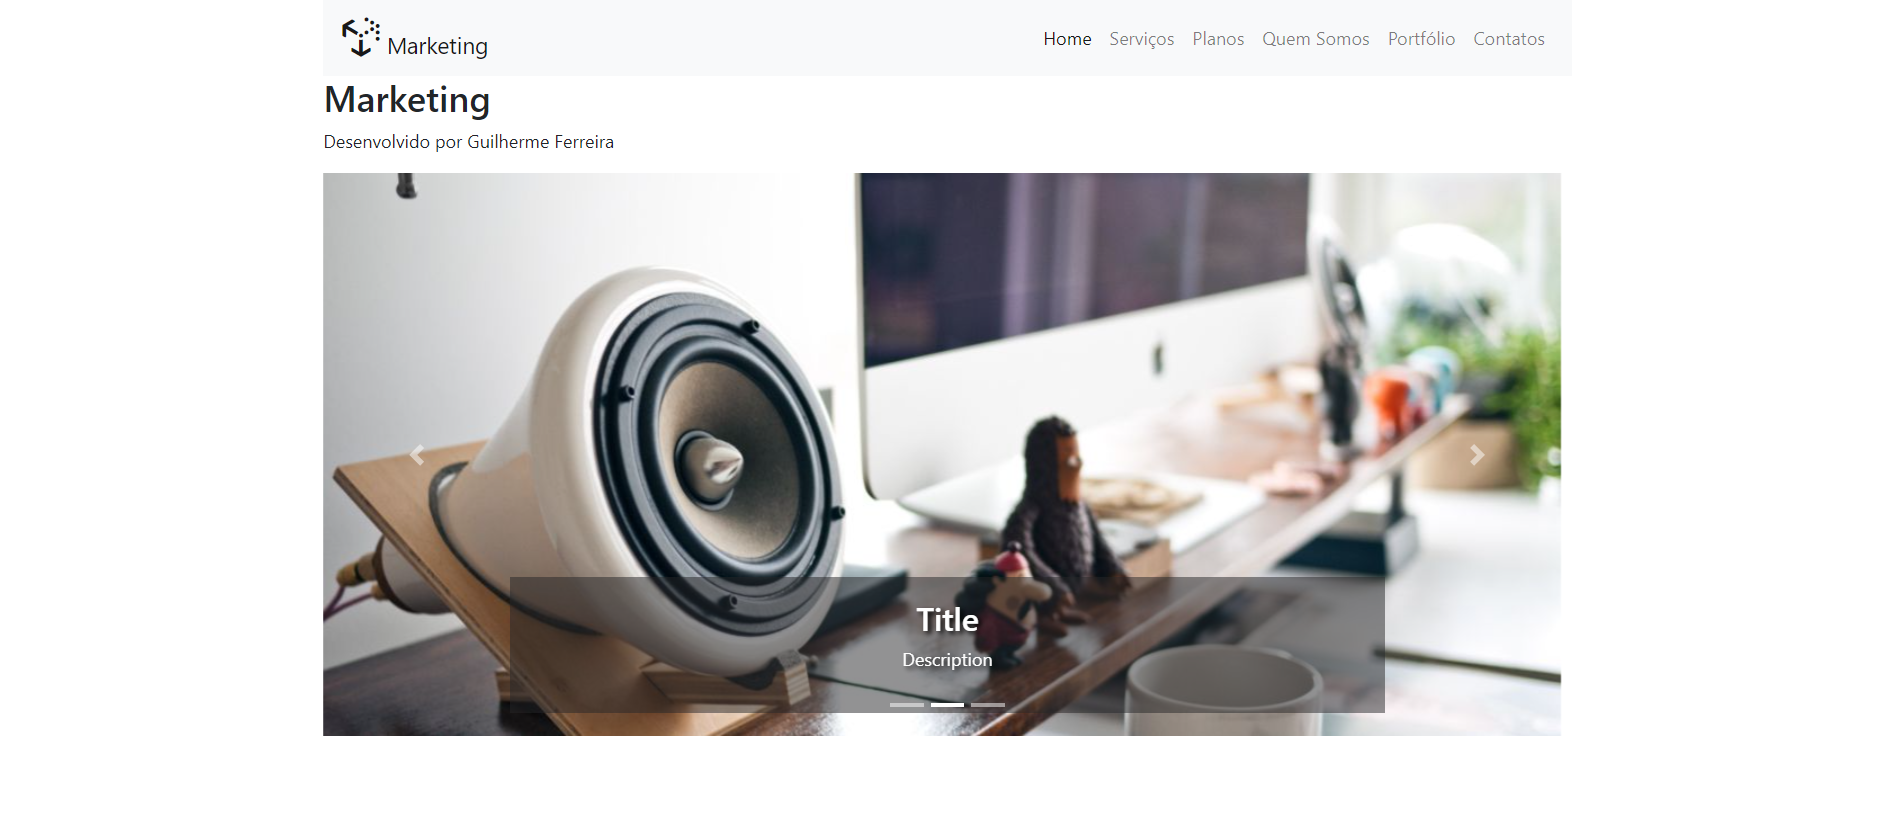 Marketing
Home Serviços Planos Quem Somos Portfólio Contatos
Marketing
Desenvolvido por Guilherme Ferreira
Title
Description